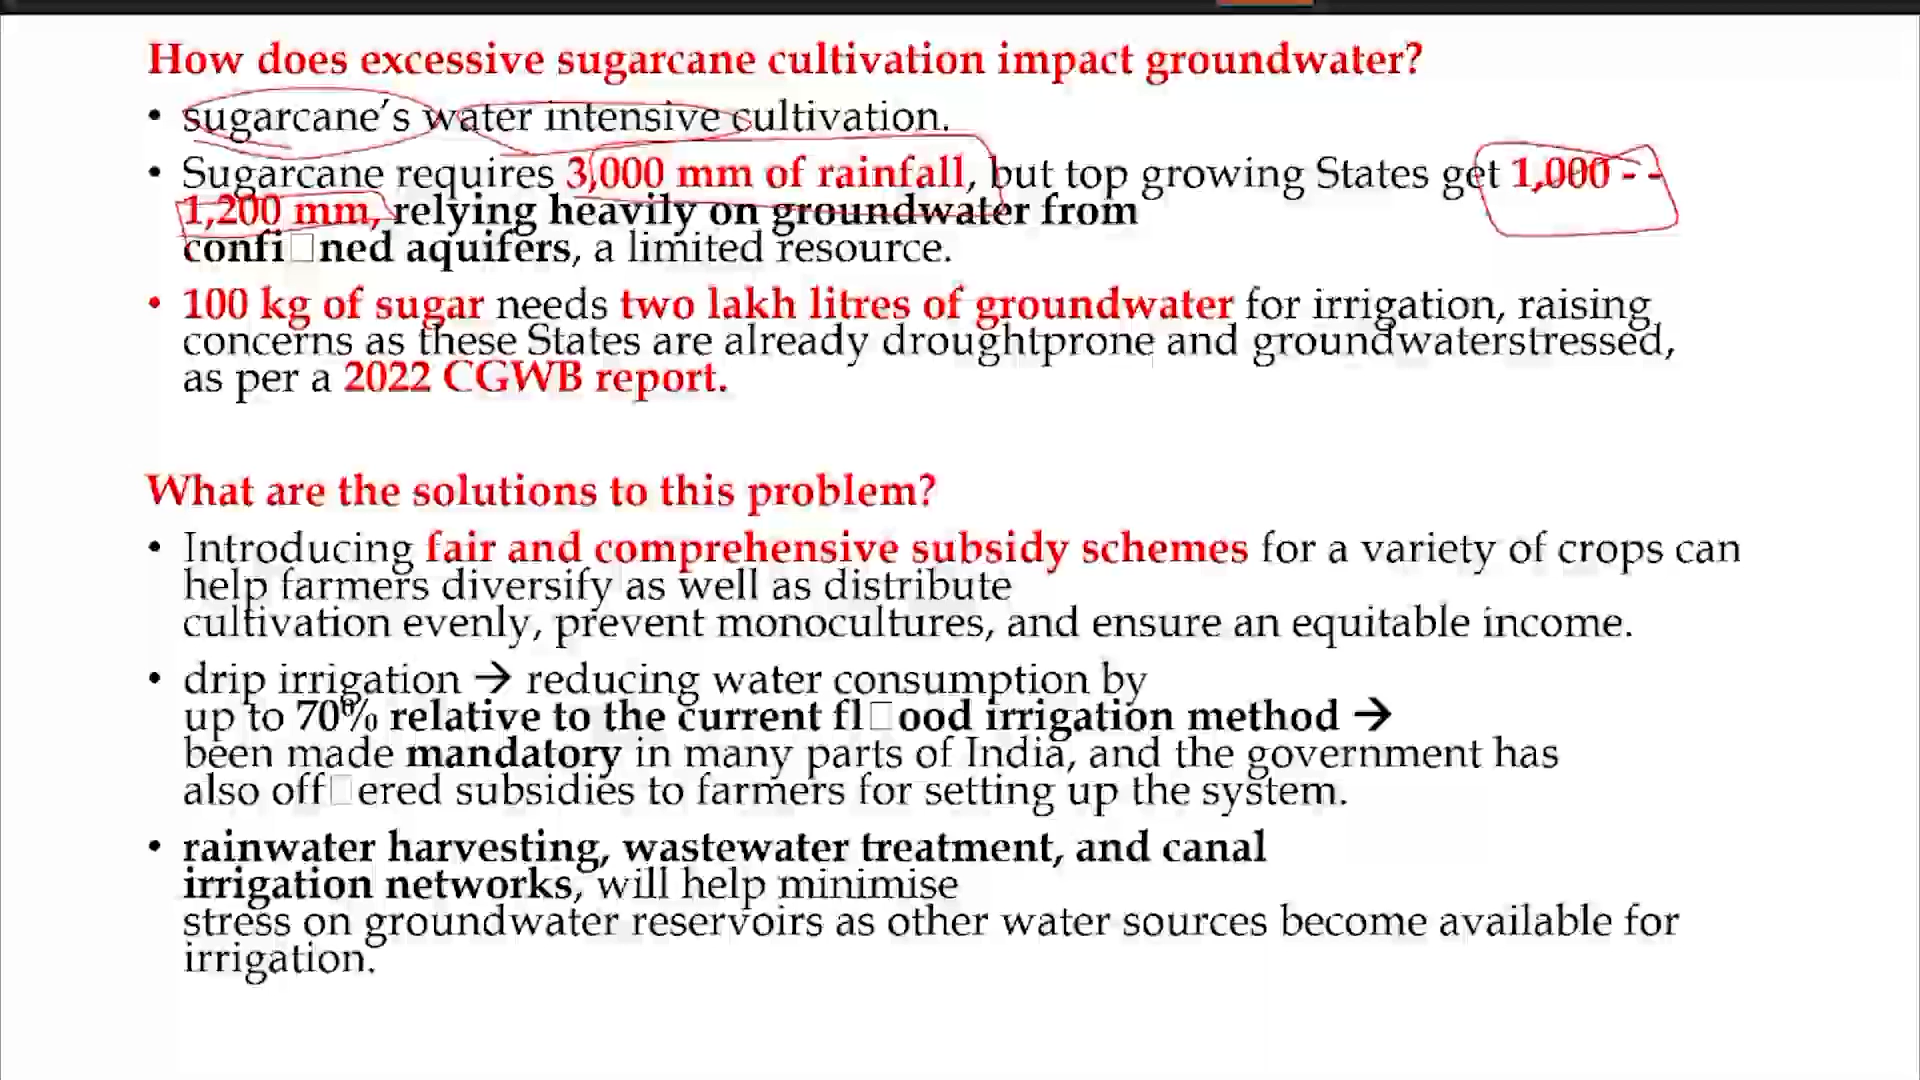 How does excessive sugarcane cultivation impact groundwater?
• sugarcane’s water intensive cultivation.
• Sugarcane requires 3,000 mm of rainfall, but top growing States get 1,000 - -
1,200 mm, relying heavily on groundwater from
confi□ned aquifers, a limited resource.
• 100 kg of sugar needs two lakh litres of groundwater for irrigation, raising
concerns as these States are already droughtprone and groundwaterstressed,
as per a 2022 CGWB report.
What are the solutions to this problem?
• Introducing fair and comprehensive subsidy schemes for a variety of crops can
help farmers diversify as well as distribute
cultivation evenly, prevent monocultures, and ensure an equitable income.
• drip irrigation → reducing water consumption by
up to 70% relative to the current fl□ood irrigation method →
been made mandatory in many parts of India, and the government has
also off□ered subsidies to farmers for setting up the system.
• rainwater harvesting, wastewater treatment, and canal
irrigation networks, will help minimise
stress on groundwater reservoirs as other water sources become available for
irrigation.